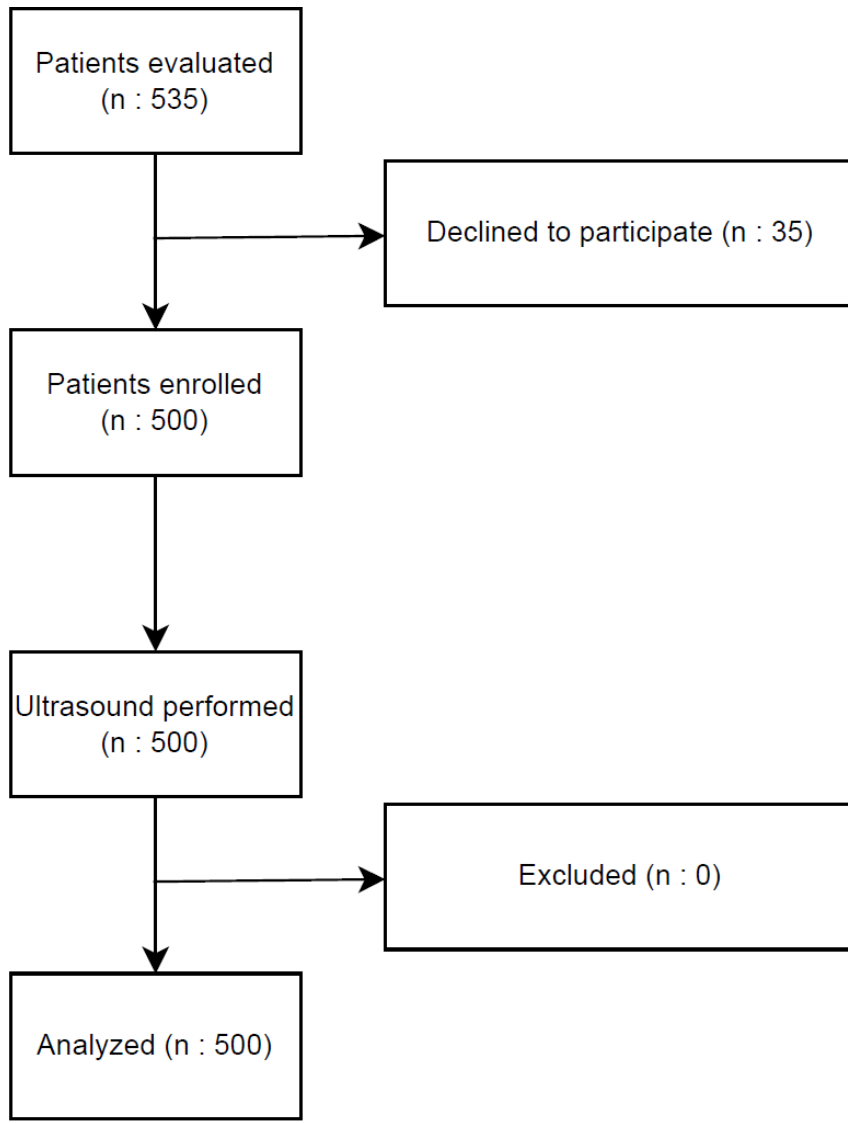 Patients evaluated
(n : 535)
Declined to participate (n : 35)
Patients enrolled
(n : 500)
Ultrasound performed
(n : 500)
Excluded (n : 0)
Analyzed (n : 500)